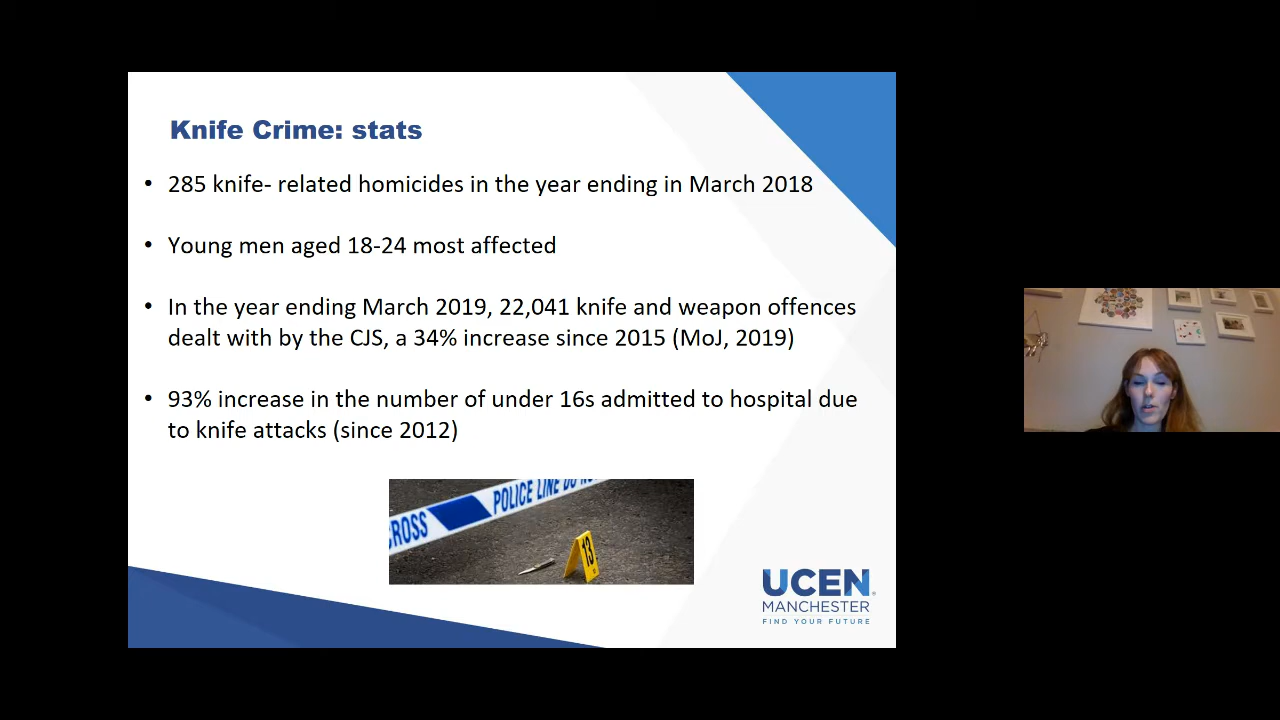 Knife Crime: stats
• 285 knife- related homicides in the year ending in March 2018
• Young men aged 18-24 most affected
• In the year ending March 2019, 22,041 knife and weapon offences
dealt with by the CJS, a 34% increase since 2015 (MoJ, 2019)
• 93% increase in the number of under 16s admitted to hospital due
to knife attacks (since 2012)
CROSS POLICE LINE DO
13
UCEN
MANCHESTER
FIND YOUR FUTURE